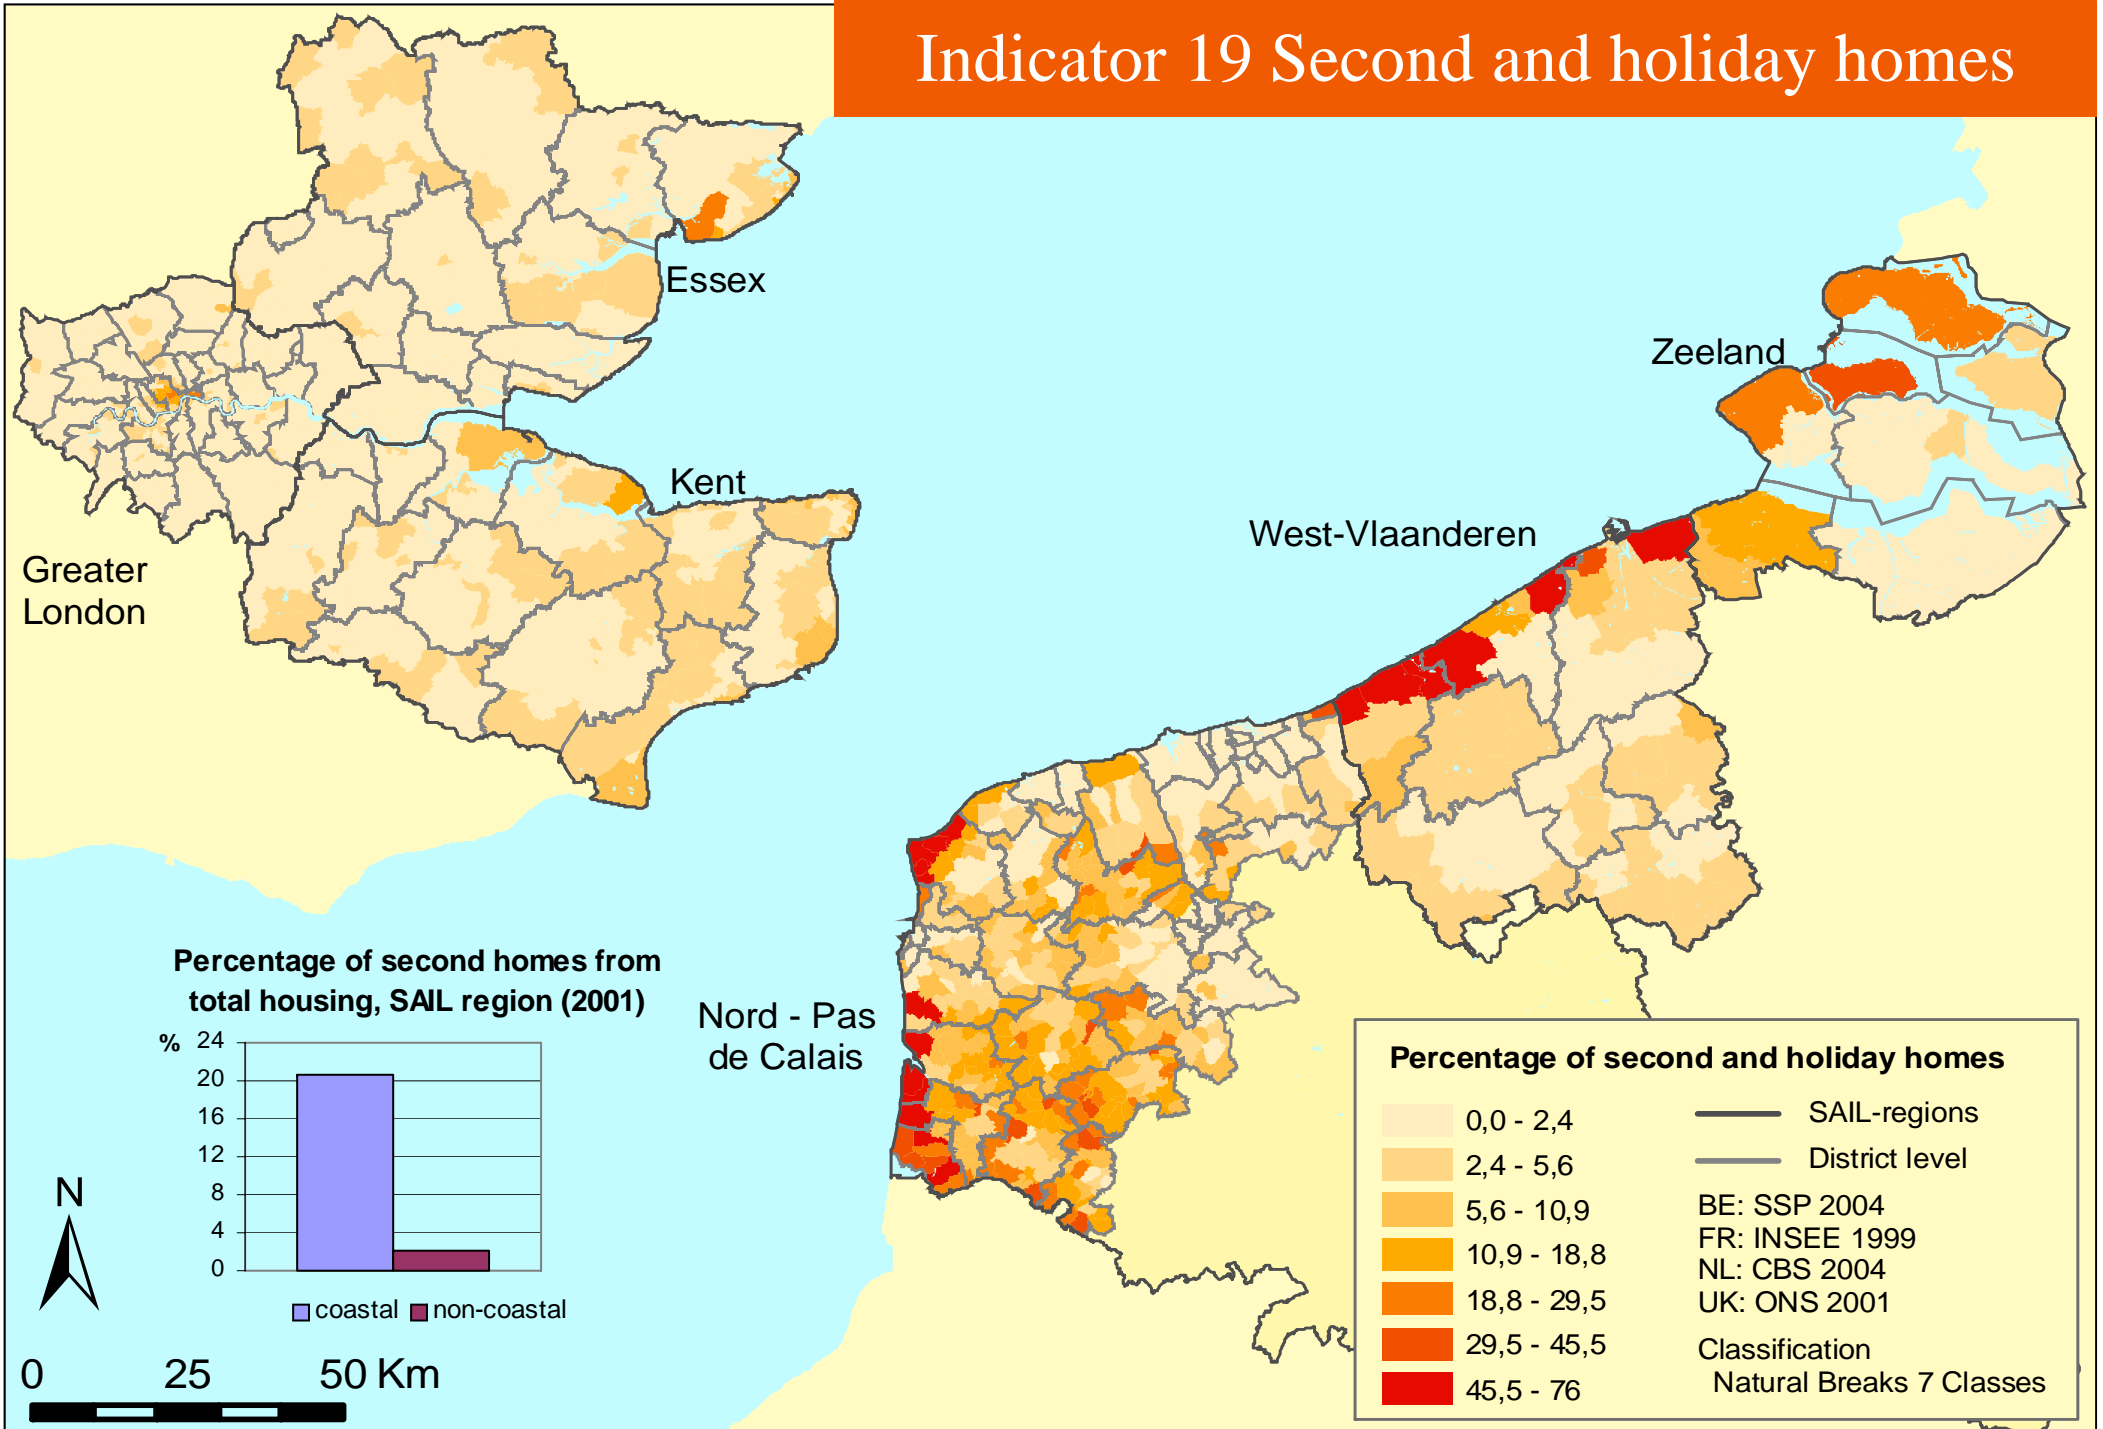 Indicator 19 Second and holiday homes
Essex
Zeeland
Kent
West-Vlaanderen
Greater
London
Percentage of second homes from
total housing, SAIL region (2001)
%
24
20
16
12
8
4
0
coastal
non-coastal
Nord - Pas
de Calais
N
0 25 50 Km
Percentage of second and holiday homes
0,0 - 2,4
2,4 - 5,6
5,6 - 10,9
10,9 - 18,8
18,8 - 29,5
29,5 - 45,5
45,5 - 76
SAIL-regions
District level
BE: SSP 2004
FR: INSEE 1999
NL: CBS 2004
UK: ONS 2001
Classification
Natural Breaks 7 Classes